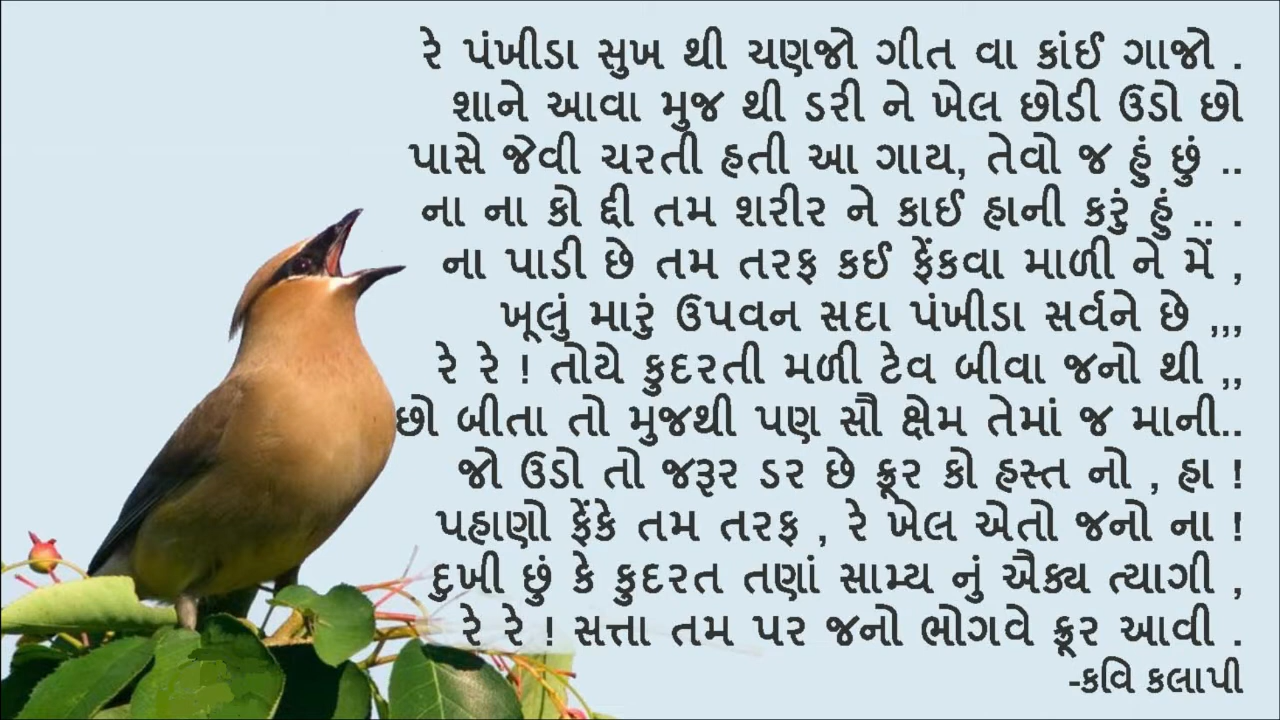 રે પંખીડા સુખ થી ચણજો ગીત વા કાંઈ ગાજો .
શાને આવા મુજ થી ડરી ને ખેલ છોડી ઉડો છો
પાસે જેવી ચરતી હતી આ ગાય, તેવો જ હું છું ..
ના ના કો દ્દી તમ શરીર ને કાઈ હાની કરું હું .. .
ના પાડી છે તમ તરફ કઈ ફેંકવા માળી ને મેં ,
ખૂલું મારું ઉપવન સદા પંખીડા સર્વને છે ,,,
રે રે ! તોયે કુદરતી મળી ટેવ બીવા જનો થી ,,
છો બીતા તો મુજથી પણ સૌ ક્ષેમ તેમાં જ માની..
જો ઉડો તો જરૂર ડર છે ક્રૂર કો હસ્ત નો , હા !
પહાણો ફેંકે તમ તરફ , રે ખેલ એતો જનો ના !
દુખી છું કે કુદરત તણાં સામ્ય નું ઐક્ય ત્યાગી ,
રે રે ! સત્તા તમ પર જનો ભોગવે ક્રૂર આવી .
-કવિ કલાપી